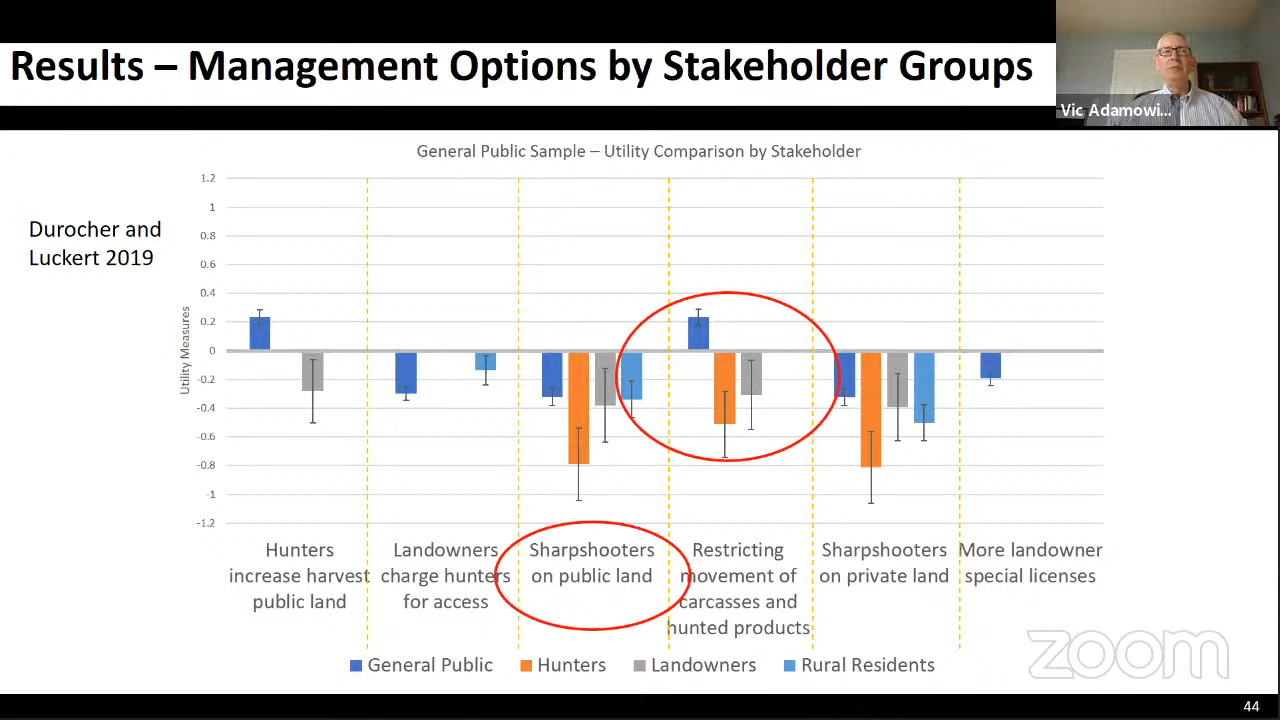 Results – Management Options by Stakeholder Groups
Vic Adamowi...
General Public Sample – Utility Comparison by Stakeholder
Durocher and
Luckert 2019
Utility Measures
1.2
1
0.8
0.6
0.4
0.2
0
-0.2
-0.4
-0.6
-0.8
-1
-1.2
Hunters
increase harvest
public land
Landowners
charge hunters
for access
Sharpshooters
on public land
Restricting
movement of
carcasses and
hunted products
Sharpshooters
on private land
More landowner
special licenses
General Public
Hunters
Landowners
Rural Residents
zoom
44